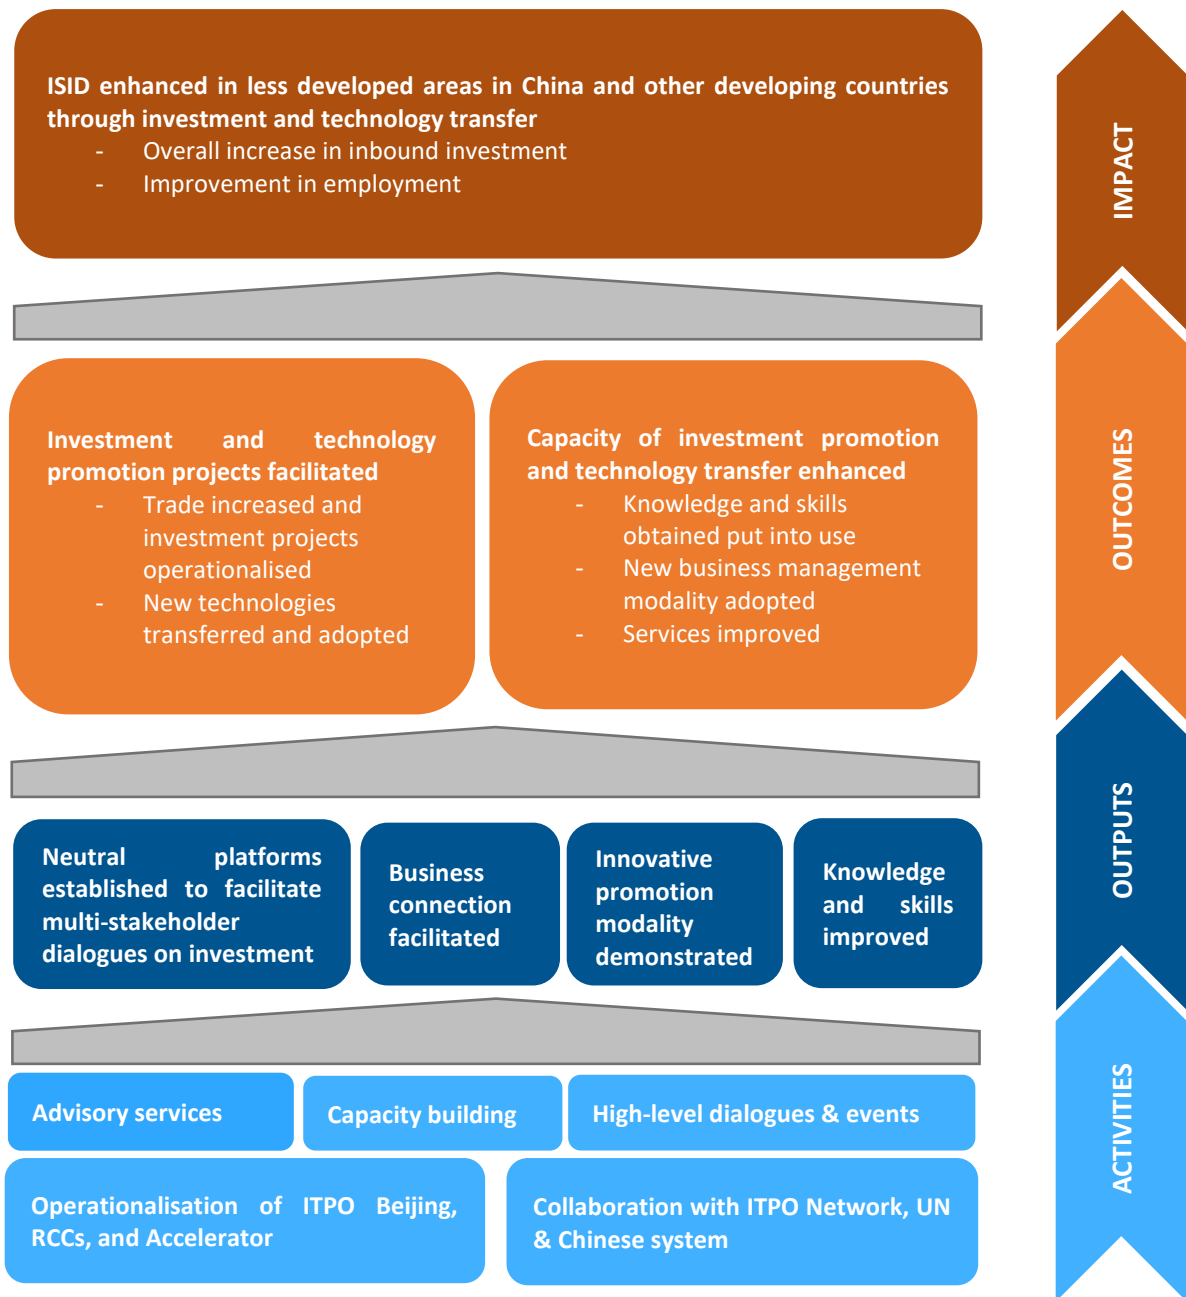 ISID enhanced in less developed areas in China and other developing countries
through investment and technology transfer
- Overall increase in inbound investment
- Improvement in employment
IMPACT
Investment and technology
promotion projects facilitated
- Trade increased and
investment projects
operationalised
- New technologies
transferred and adopted
Capacity of investment promotion
and technology transfer enhanced
- Knowledge and skills
obtained put into use
- New business management
modality adopted
- Services improved
OUTCOMES
Neutral platforms
established to facilitate
multi-stakeholder
dialogues on investment
Business
connection
facilitated
Innovative
promotion
modality
demonstrated
Knowledge
and skills
improved
OUTPUTS
Advisory services
Capacity building
High-level dialogues & events
Operationalisation of ITPO Beijing,
RCCs, and Accelerator
Collaboration with ITPO Network, UN
& Chinese system
ACTIVITIES